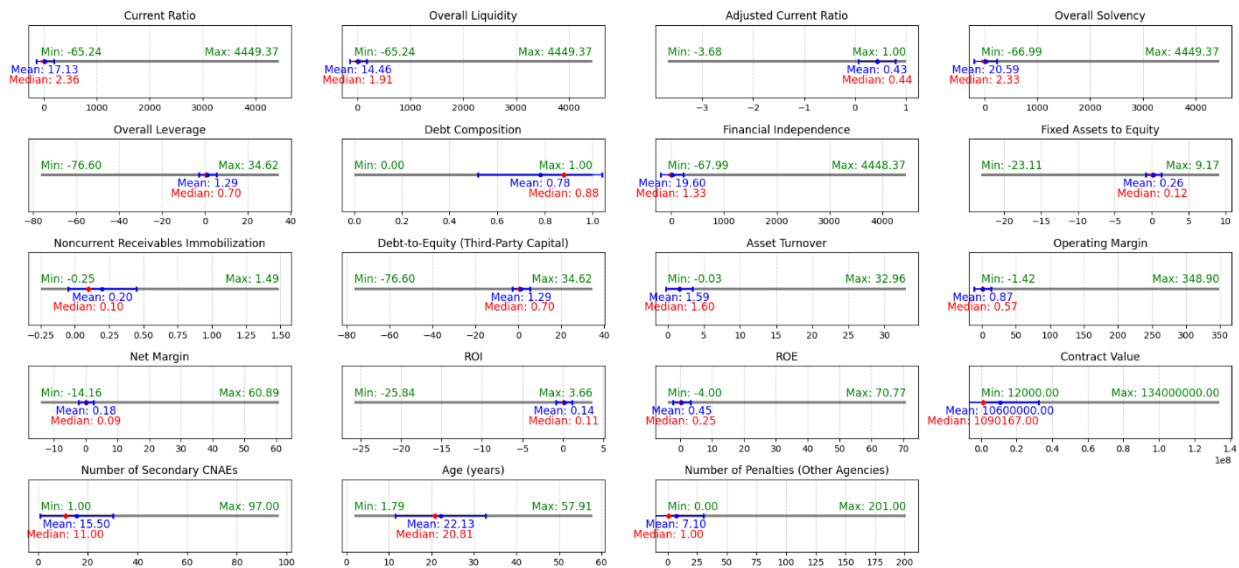 Current Ratio
Min: -65.24 Max: 4449.37
Mean: 17.13
Median: 2.36
0 1000 2000 3000 4000
Overall Liquidity
Min: -65.24 Max: 4449.37
Mean: 14.46
Median: 1.91
0 1000 2000 3000 4000
Adjusted Current Ratio
Min: -3.68 Max: 1.00
Mean: 0.43
Median: 0.44
−3 −2 −1 0 1
Overall Solvency
Min: -66.99 Max: 4449.37
Mean: 20.59
Median: 2.33
0 1000 2000 3000 4000
Overall Leverage
Min: -76.60 Max: 34.62
Mean: 1.29
Median: 0.70
−80 −60 −40 −20 0 20 40
Debt Composition
Min: 0.00 Max: 1.00
Mean: 0.78
Median: 0.88
0.0 0.2 0.4 0.6 0.8 1.0
Financial Independence
Min: -67.99 Max: 4448.37
Mean: 19.60
Median: 1.33
0 1000 2000 3000 4000
Fixed Assets to Equity
Min: -23.11 Max: 9.17
Mean: 0.26
Median: 0.12
−20 −15 −10 −5 0 5 10
Noncurrent Receivables Immobilization
Min: -0.25 Max: 1.49
Mean: 0.20
Median: 0.10
−0.25 0.00 0.25 0.50 0.75 1.00 1.25 1.50
Debt-to-Equity (Third-Party Capital)
Min: -76.60 Max: 34.62
Mean: 1.29
Median: 0.70
−80 −60 −40 −20 0 20 40
Asset Turnover
Min: -0.03 Max: 32.96
Mean: 1.59
Median: 1.60
0 5 10 15 20 25 30
Operating Margin
Min: -1.42 Max: 348.90
Mean: 0.87
Median: 0.57
0 50 100 150 200 250 300 350
Net Margin
Min: -14.16 Max: 60.89
Mean: 0.18
Median: 0.09
−10 0 10 20 30 40 50 60
ROI
Min: -25.84 Max: 3.66
Mean: 0.14
Median: 0.11
−25 −20 −15 −10 −5 0 5
ROE
Min: -4.00 Max: 70.77
Mean: 0.45
Median: 0.25
0 10 20 30 40 50 60 70
Contract Value
Min: 12000.00 Max: 134000000.00
Mean: 10600000.00
Median: 1090167.00
0.0 0.2 0.4 0.6 0.8 1.0 1.2 1.4
1e8
Number of Secondary CNAEs
Min: 1.00 Max: 97.00
Mean: 15.50
Median: 11.00
0 20 40 60 80 100
Age (years)
Min: 1.79 Max: 57.91
Mean: 22.13
Median: 20.81
0 10 20 30 40 50 60
Number of Penalties (Other Agencies)
Min: 0.00 Max: 201.00
Mean: 7.10
Median: 1.00
0 25 50 75 100 125 150 175 200